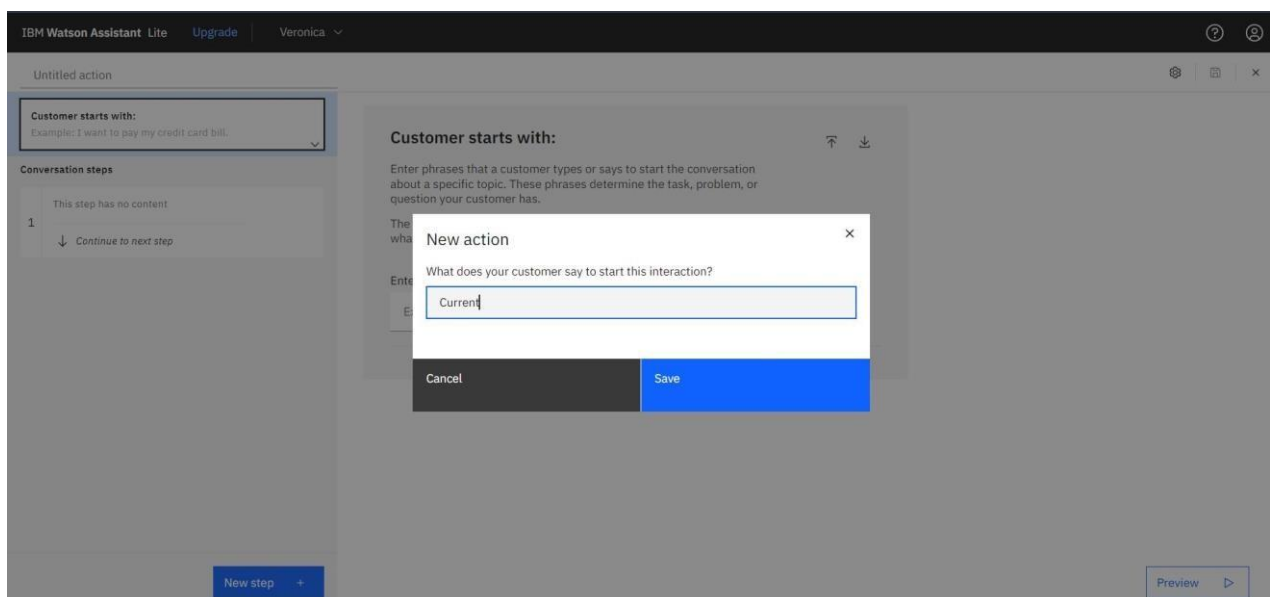 IBM Watson Assistant Lite Upgrade Veronica
Untitled action
Customer starts with:
Example: I want to pay my credit card bill.
Conversation steps
1
This step has no content
Continue to next step
New step +
Customer starts with:
Enter phrases that a customer types or says to start the conversation
about a specific topic. These phrases determine the task, problem, or
question your customer has.
The
wha
Ente
New action
What does your customer say to start this interaction?
Current
Cancel
Save
Preview